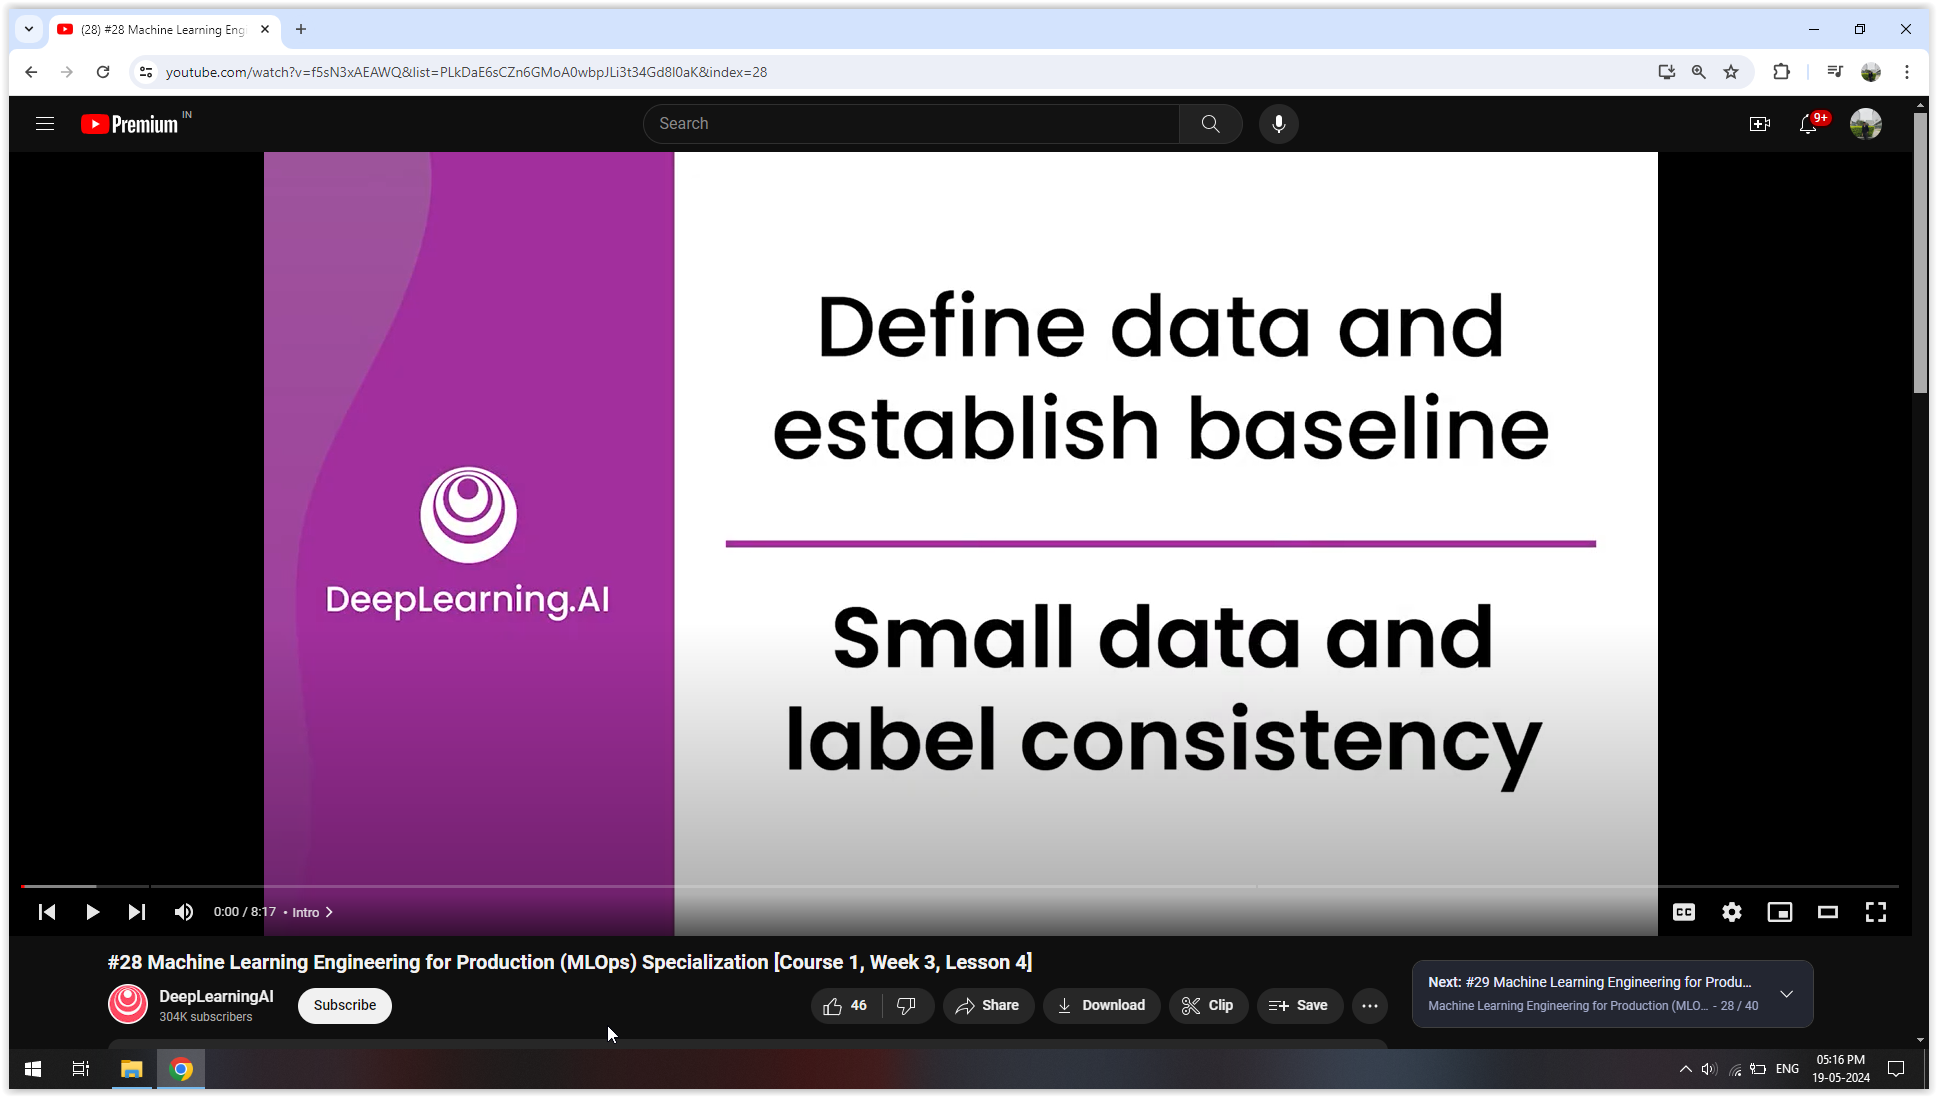 (28) #28 Machine Learning Eng
youtube.com/watch?v=f5sN3xAEAWQ&list=PLkDaE6sCZn6GMoA0wbpJLi3t34Gd8l0aK&index=28
Premium IN
Search
9+
Define data and
establish baseline
DeepLearning.AI
Small data and
label consistency
0:00 / 8:17 • Intro
CC
#28 Machine Learning Engineering for Production (MLOps) Specialization [Course 1, Week 3, Lesson 4]
DeepLearningAI
304K subscribers
Subscribe
46
Share
Download
Clip
Save
Next: #29 Machine Learning Engineering for Produ...
Machine Learning Engineering for Production (MLO... - 28 / 40
ENG
05:16 PM
19-05-2024